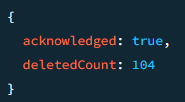 {
  acknowledged: true,
  deletedCount: 104
}